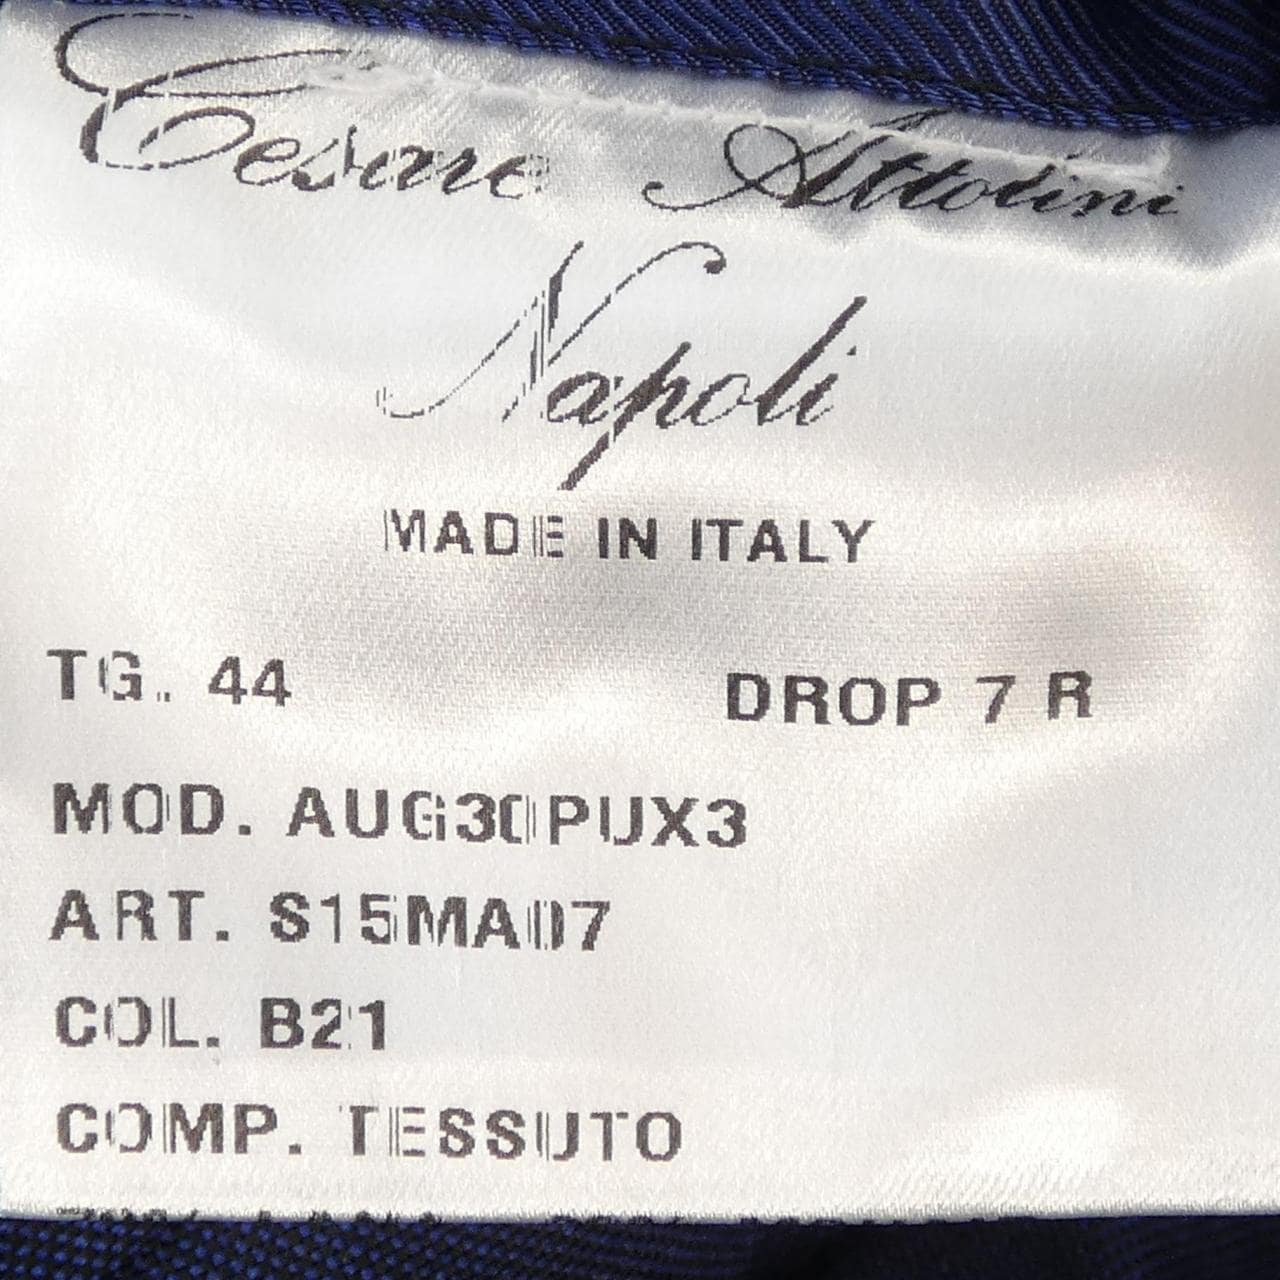 Cesare Attolini
Napoli
MADE IN ITALY
TG. 44 DROP 7 R
MOD. AUG30PUX3
ART. S15MA07
COL. B21
COMP. TESSUTO